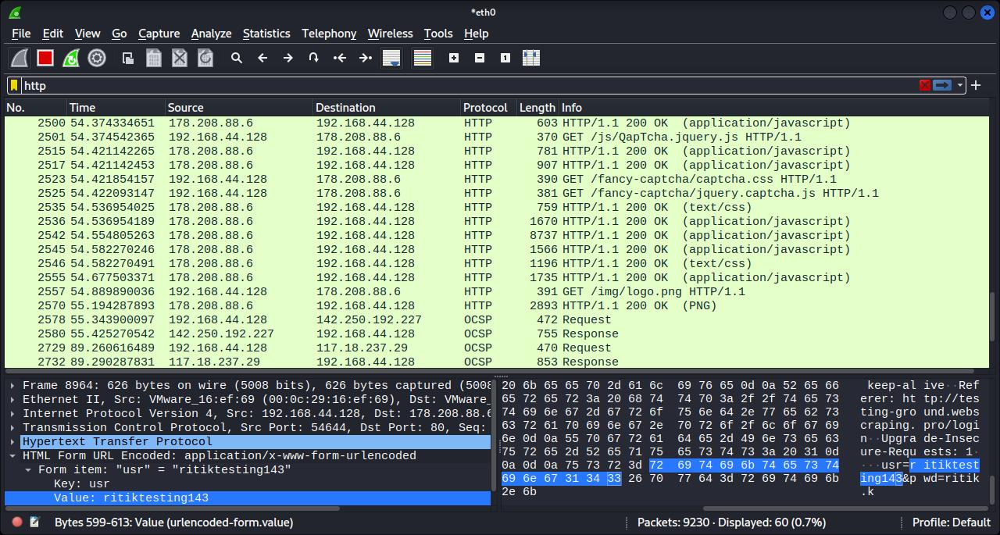 *eth0
File Edit View Go Capture Analyze Statistics Telephony Wireless Tools Help
http
No. Time Source Destination Protocol Length Info
2500 54.374334651 178.208.88.6 192.168.44.128 HTTP 603 HTTP/1.1 200 OK (application/javascript)
2501 54.374542365 192.168.44.128 178.208.88.6 HTTP 370 GET /js/QapTcha.jquery.js HTTP/1.1
2515 54.421142265 178.208.88.6 192.168.44.128 HTTP 781 HTTP/1.1 200 OK (application/javascript)
2517 54.421142453 178.208.88.6 192.168.44.128 HTTP 907 HTTP/1.1 200 OK (application/javascript)
2523 54.421854157 192.168.44.128 178.208.88.6 HTTP 390 GET /fancy-captcha/captcha.css HTTP/1.1
2525 54.422093147 192.168.44.128 178.208.88.6 HTTP 381 GET /fancy-captcha/jquery.captcha.js HTTP/1.1
2535 54.536954025 178.208.88.6 192.168.44.128 HTTP 759 HTTP/1.1 200 OK (text/css)
2536 54.536954189 178.208.88.6 192.168.44.128 HTTP 1670 HTTP/1.1 200 OK (application/javascript)
2542 54.554805263 178.208.88.6 192.168.44.128 HTTP 8737 HTTP/1.1 200 OK (application/javascript)
2545 54.582270246 178.208.88.6 192.168.44.128 HTTP 1566 HTTP/1.1 200 OK (application/javascript)
2546 54.582270491 178.208.88.6 192.168.44.128 HTTP 1196 HTTP/1.1 200 OK (text/css)
2555 54.677503371 178.208.88.6 192.168.44.128 HTTP 1735 HTTP/1.1 200 OK (application/javascript)
2557 54.889890036 192.168.44.128 178.208.88.6 HTTP 391 GET /img/logo.png HTTP/1.1
2570 55.194287893 178.208.88.6 192.168.44.128 HTTP 2893 HTTP/1.1 200 OK (PNG)
2578 55.343900097 192.168.44.128 142.250.192.227 OCSP 472 Request
2580 55.425270542 142.250.192.227 192.168.44.128 OCSP 755 Response
2729 89.260616489 192.168.44.128 117.18.237.29 OCSP 470 Request
2732 89.290287831 117.18.237.29 192.168.44.128 OCSP 853 Response
Frame 8964: 626 bytes on wire (5008 bits), 626 bytes captured (5008
Ethernet II, Src: VMware_16:ef:69 (00:0c:29:16:ef:69), Dst: VMware_
Internet Protocol Version 4, Src: 192.168.44.128, Dst: 178.208.88.6
Transmission Control Protocol, Src Port: 54644, Dst Port: 80, Seq:
Hypertext Transfer Protocol
HTML Form URL Encoded: application/x-www-form-urlencoded
Form item: "usr" = "ritiktesting143"
Key: usr
Value: ritiktesting143
20 6b 65 65 70 2d 61 6c 69 76 65 0d 0a 52 65 66 keep-al ive··Ref
65 72 65 72 3a 20 68 74 74 70 3a 2f 2f 74 65 73 erer: ht tp://tes
74 69 6e 67 2d 67 72 6f 75 6e 64 2e 77 65 62 73 ting-gro und.webs
63 72 61 70 69 6e 67 2e 70 72 6f 2f 6c 6f 67 69 craping. pro/logi
6e 0d 0a 55 70 67 72 61 64 65 2d 49 6e 73 65 63 n··Upgra de-Insec
75 72 65 2d 52 65 71 75 65 73 74 73 3a 20 31 0d ure-Requ ests: 1·
0a 0d 0a 75 73 72 3d 72 69 74 69 6b 74 65 73 74 ···usr=r itiktest
69 6e 67 31 34 33 26 70 77 64 3d 72 69 74 69 6b ing143&p wd=ritik
2e 6b .k
Bytes 599-613: Value (urlencoded-form.value) Packets: 9230 · Displayed: 60 (0.7%) Profile: Default